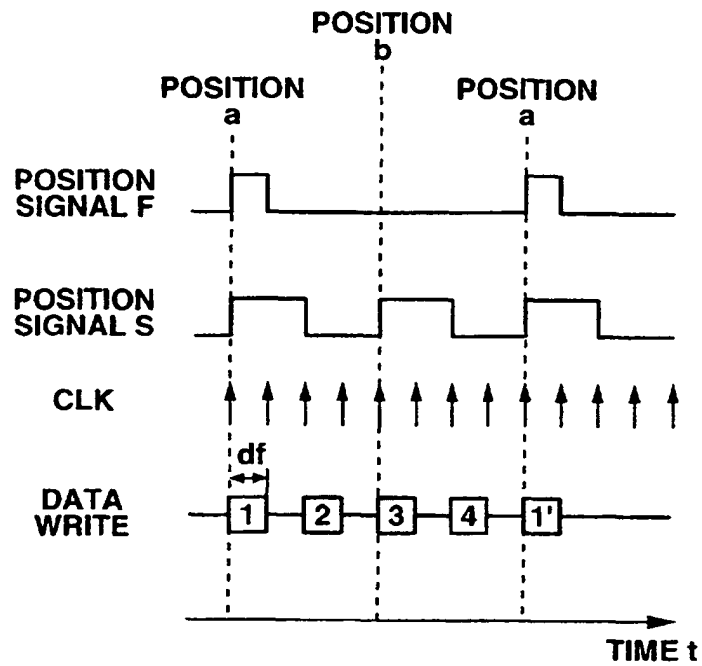 POSITION
b
POSITION
a
POSITION
a
POSITION
SIGNAL F
POSITION
SIGNAL S
CLK
df
DATA
WRITE
1
2
3
4
1'
TIME t